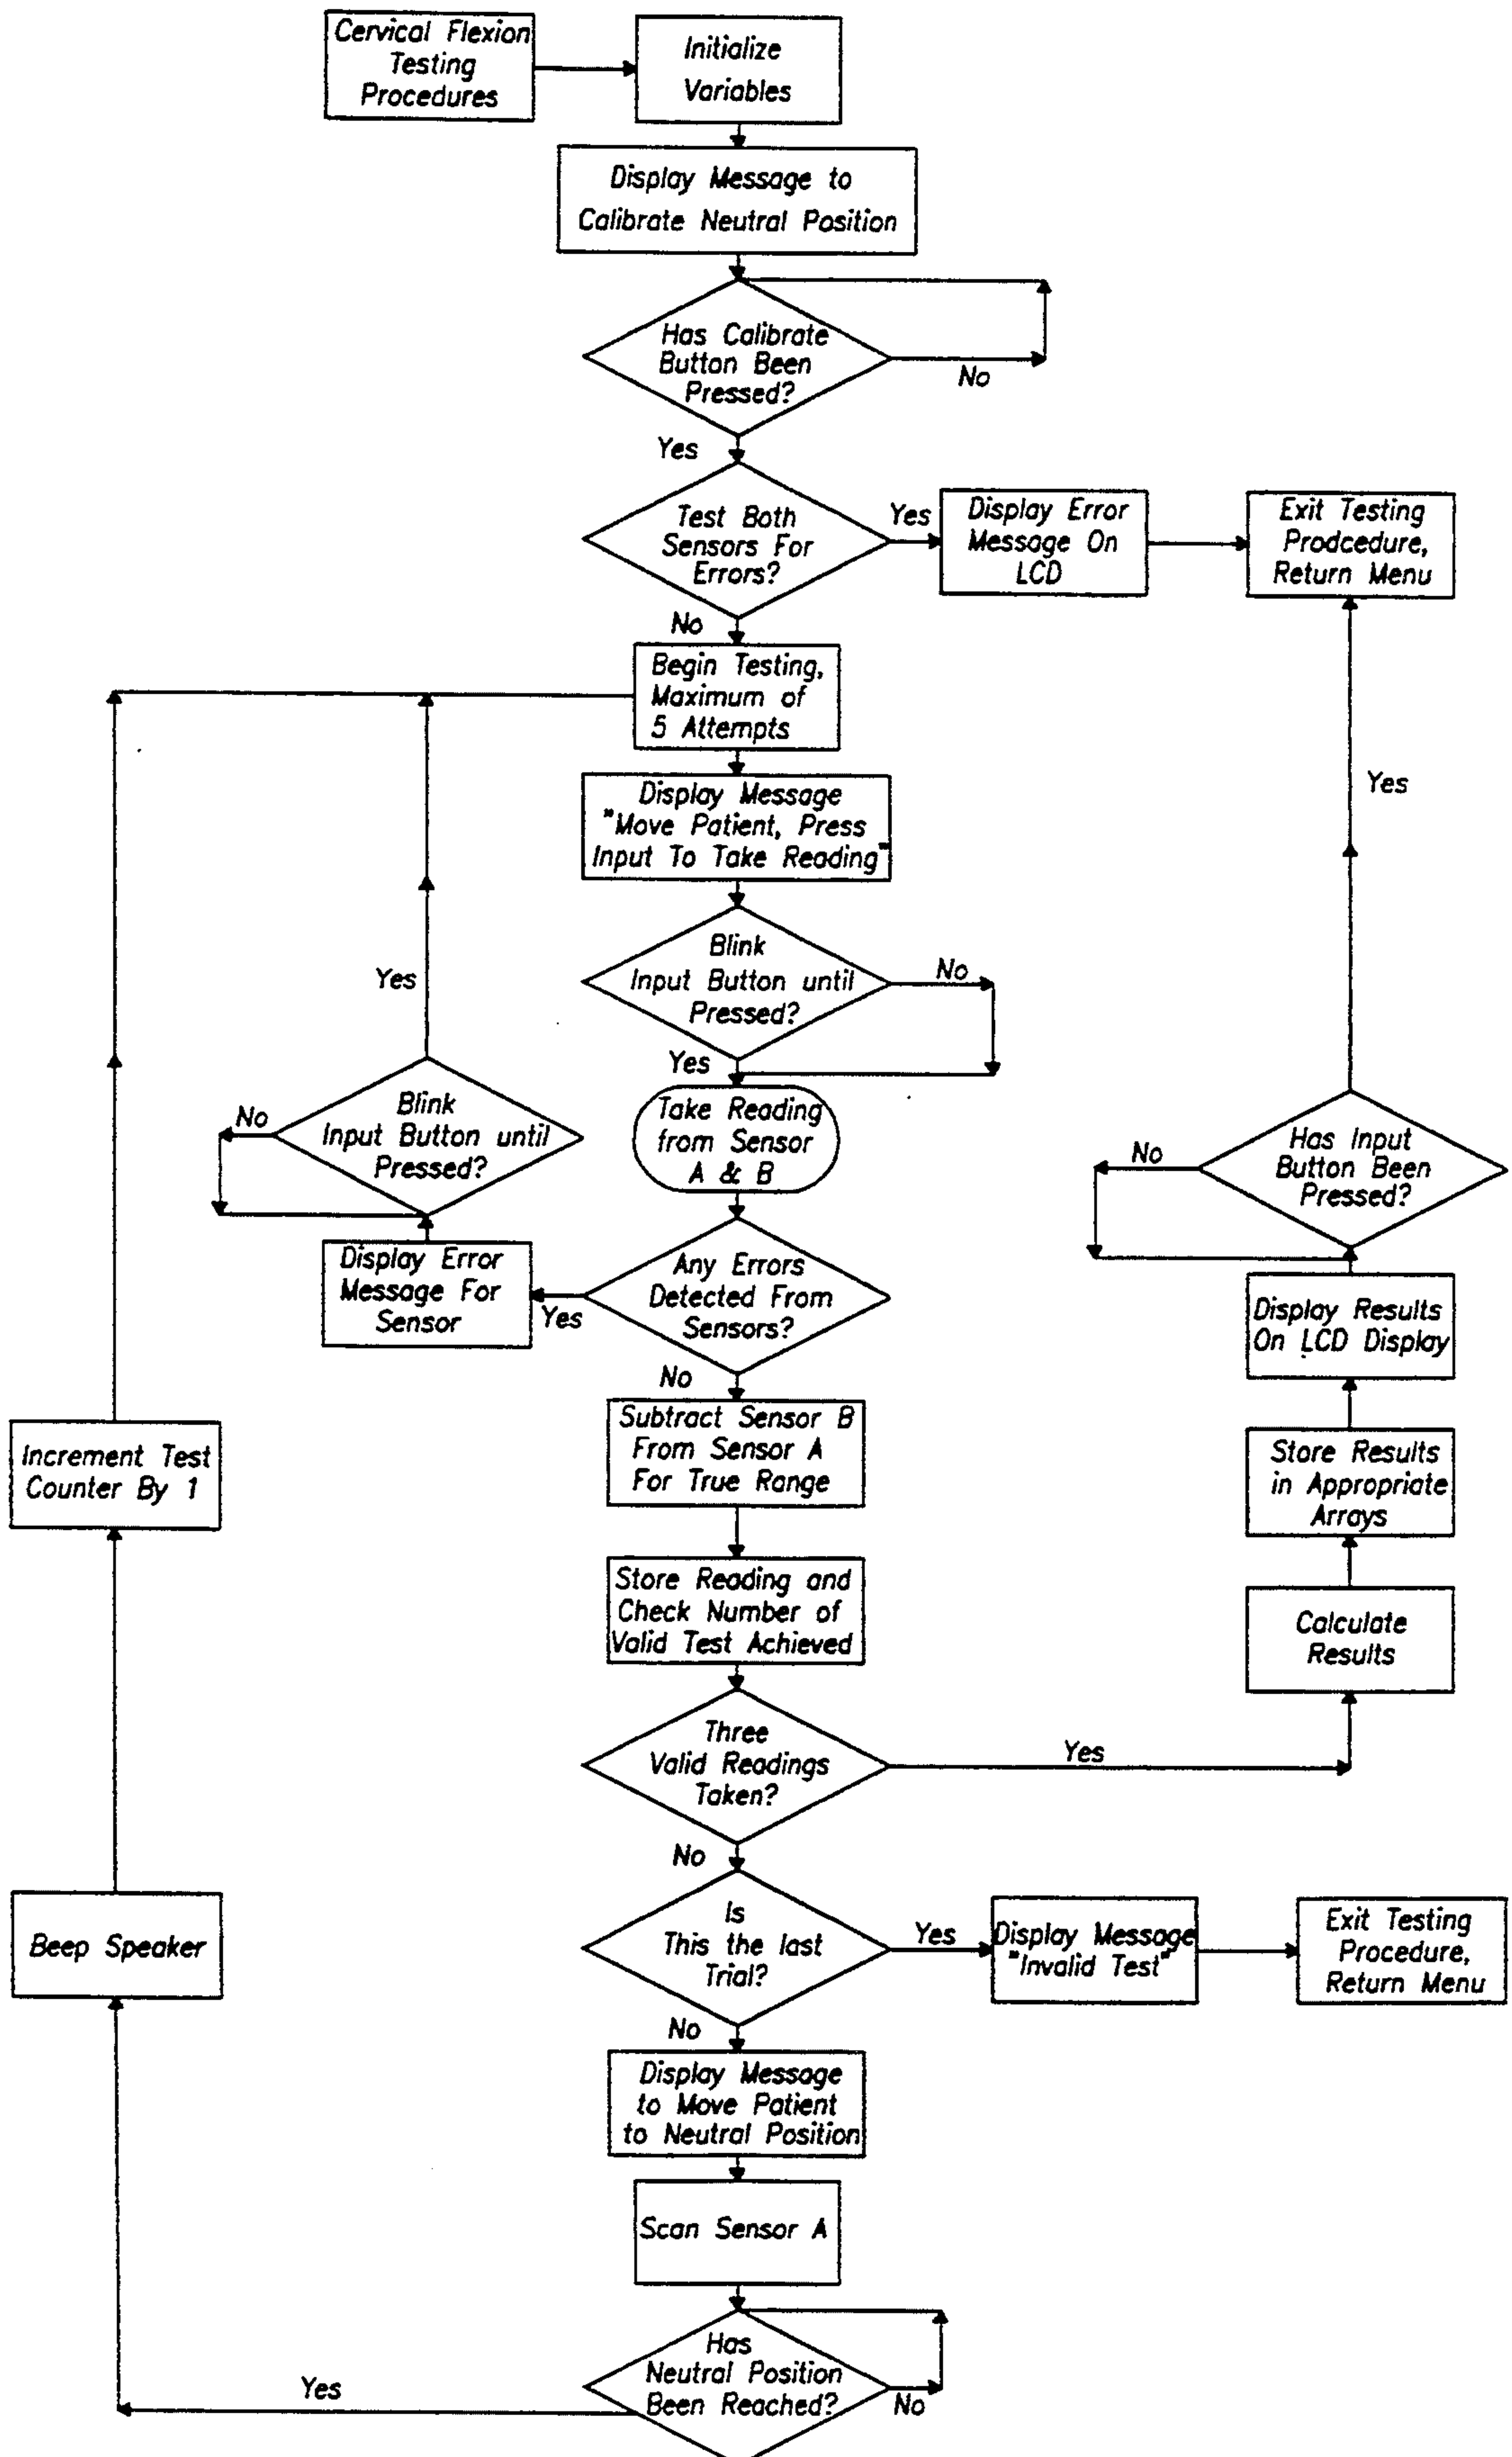 Cervical Flexion
Testing
Procedures
Initialize
Variables
Display Message to
Calibrate Neutral Position
Has Calibrate
Button Been
Pressed?
No
Yes
Test Both
Sensors For
Errors?
Yes
Display Error
Message On
LCD
Exit Testing
Prodcedure,
Return Menu
No
Begin Testing,
Maximum of
5 Attempts
Display Message
"Move Patient, Press
Input To Take Reading"
Yes
Blink
Input Button until
Pressed?
No
Yes
Yes
Take Reading
from Sensor
A & B
Blink
Input Button until
Pressed?
No
Has Input
Button Been
Pressed?
No
Any Errors
Detected From
Sensors?
Yes
Display Error
Message For
Sensor
No
Display Results
On LCD Display
Subtract Sensor B
From Sensor A
For True Range
Increment Test
Counter By 1
Store Results
in Appropriate
Arrays
Store Reading and
Check Number of
Valid Test Achieved
Calculate
Results
Three
Valid Readings
Taken?
Yes
No
Is
This the last
Trial?
Yes
Display Message
"Invalid Test"
Exit Testing
Procedure,
Return Menu
Beep Speaker
No
Display Message
to Move Patient
to Neutral Position
Scan Sensor A
Has
Neutral Position
Been Reached?
No
Yes